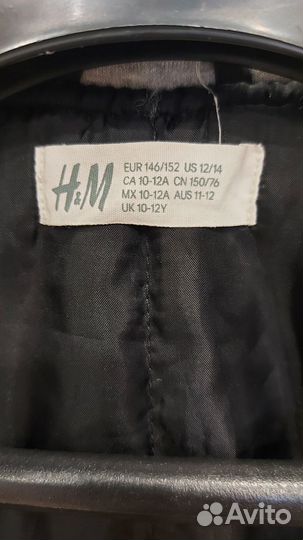 H&M
EUR 146/152 US 12/14
CA 10-12A CN 150/76
MX 10-12A AUS 11-12
UK 10-12Y
Avito